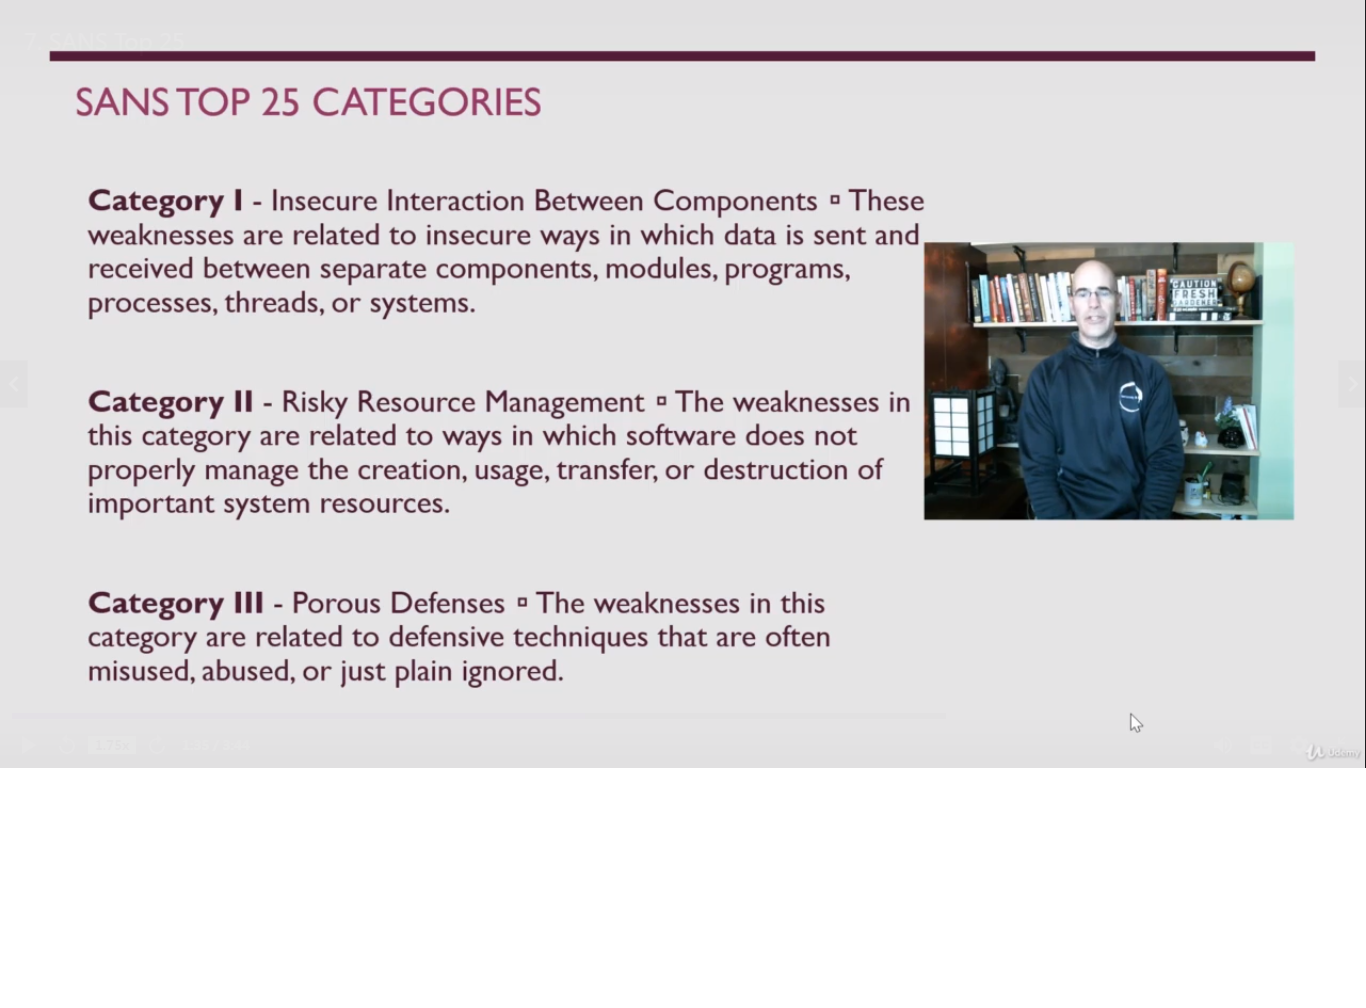 7. SANS Top 25
SANS TOP 25 CATEGORIES
Category I - Insecure Interaction Between Components ▫ These
weaknesses are related to insecure ways in which data is sent and
received between separate components, modules, programs,
processes, threads, or systems.
CAUTION
FRESH
GARDENER
Category II - Risky Resource Management ▫ The weaknesses in
this category are related to ways in which software does not
properly manage the creation, usage, transfer, or destruction of
important system resources.
Category III - Porous Defenses ▫ The weaknesses in this
category are related to defensive techniques that are often
misused, abused, or just plain ignored.
1.75x
Udemy